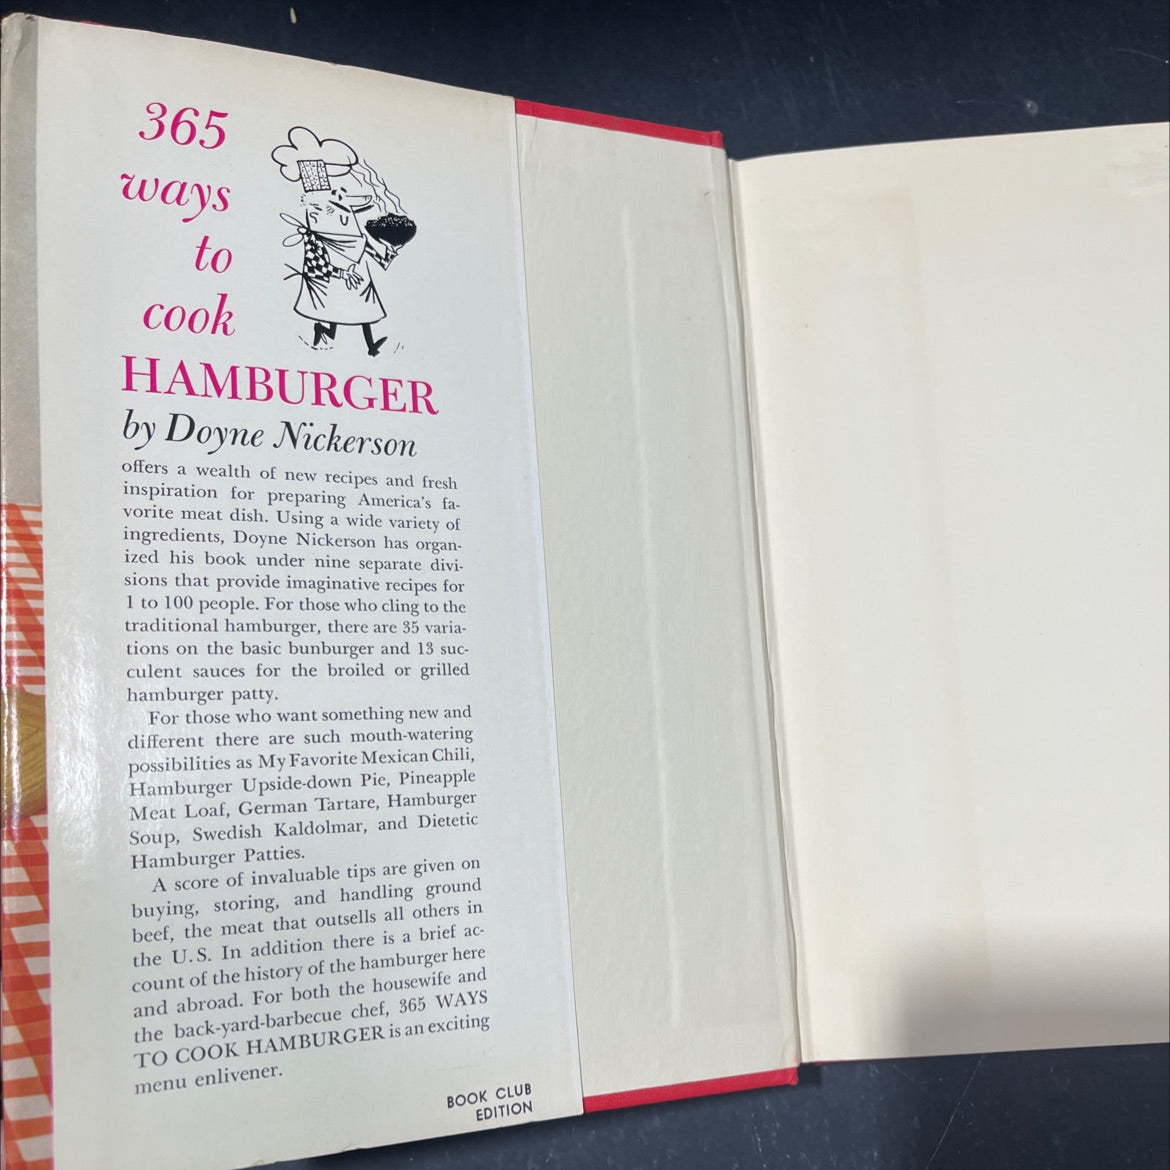 365
ways
to
cook
HAMBURGER
by Doyne Nickerson
offers a wealth of new recipes and fresh
inspiration for preparing America's fa-
vorite meat dish. Using a wide variety of
ingredients, Doyne Nickerson has organ-
ized his book under nine separate divi-
sions that provide imaginative recipes for
1 to 100 people. For those who cling to the
traditional hamburger, there are 35 varia-
tions on the basic bunburger and 13 suc-
culent sauces for the broiled or grilled
hamburger patty.
For those who want something new and
different there are such mouth-watering
possibilities as My Favorite Mexican Chili,
Hamburger Upside-down Pie, Pineapple
Meat Loaf, German Tartare, Hamburger
Soup, Swedish Kaldolmar, and Dietetic
Hamburger Patties.
A score of invaluable tips are given on
buying, storing, and handling ground
beef, the meat that outsells all others in
the U.S. In addition there is a brief ac-
count of the history of the hamburger here
and abroad. For both the housewife and
the back-yard-barbecue chef, 365 WAYS
TO COOK HAMBURGER is an exciting
menu enlivener.
BOOK CLUB
EDITION